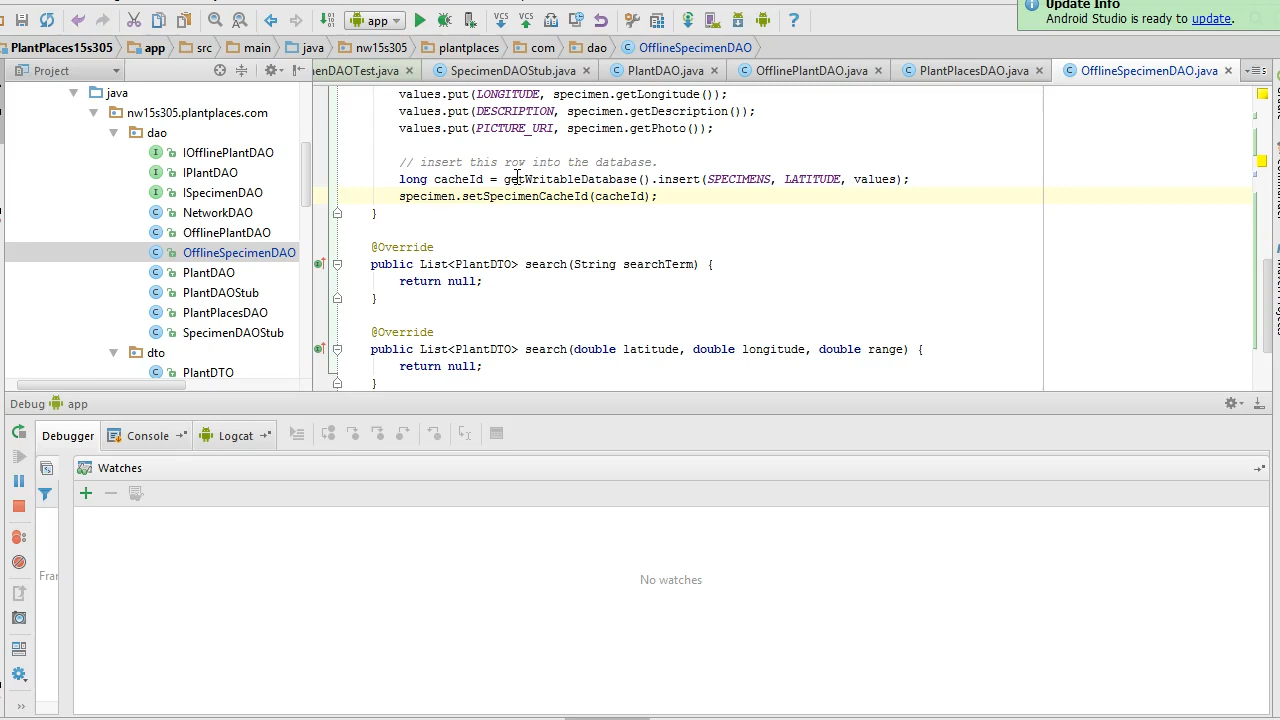 Update Info
Android Studio is ready to update.
app
PlantPlaces15s305 app src main java nw15s305 plantplaces com dao OfflineSpecimenDAO
Project
enDAOTest.java SpecimenDAOStub.java PlantDAO.java OfflinePlantDAO.java PlantPlacesDAO.java OfflineSpecimenDAO.java
java
nw15s305.plantplaces.com
dao
IOfflinePlantDAO
IPlantDAO
ISpecimenDAO
NetworkDAO
OfflinePlantDAO
OfflineSpecimenDAO
PlantDAO
PlantDAOStub
PlantPlacesDAO
SpecimenDAOStub
dto
PlantDTO
values.put(LONGITUDE, specimen.getLongitude());
values.put(DESCRIPTION, specimen.getDescription());
values.put(PICTURE_URI, specimen.getPhoto());
// insert this row into the database.
long cacheId = getWritableDatabase().insert(SPECIMENS, LATITUDE, values);
specimen.setSpecimenCacheId(cacheId);
}
@Override
public List<PlantDTO> search(String searchTerm) {
return null;
}
@Override
public List<PlantDTO> search(double latitude, double longitude, double range) {
return null;
}
Debug app
Debugger Console Logcat
Watches
Fran
No watches